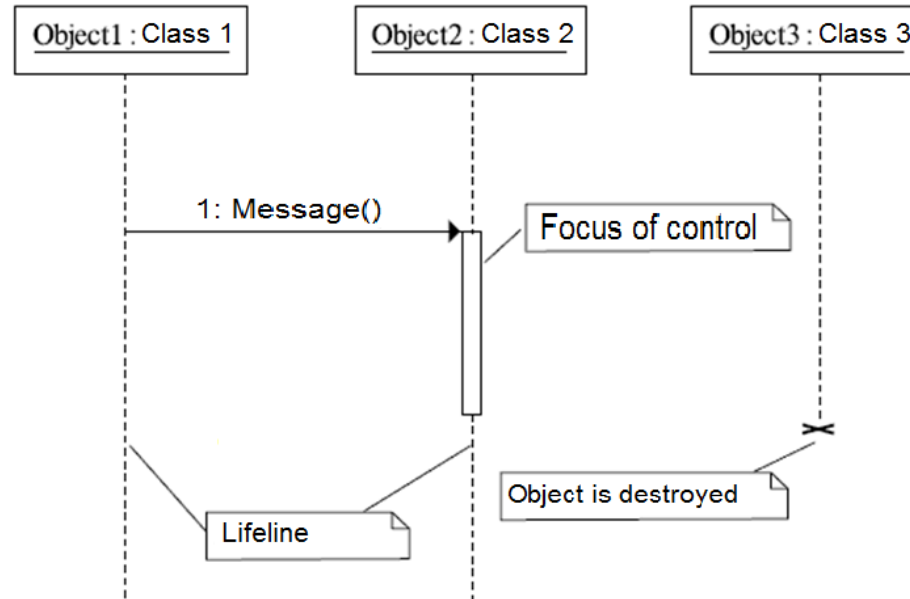 Object1 : Class 1
Object2 : Class 2
Object3 : Class 3
1: Message()
Focus of control
Object is destroyed
Lifeline